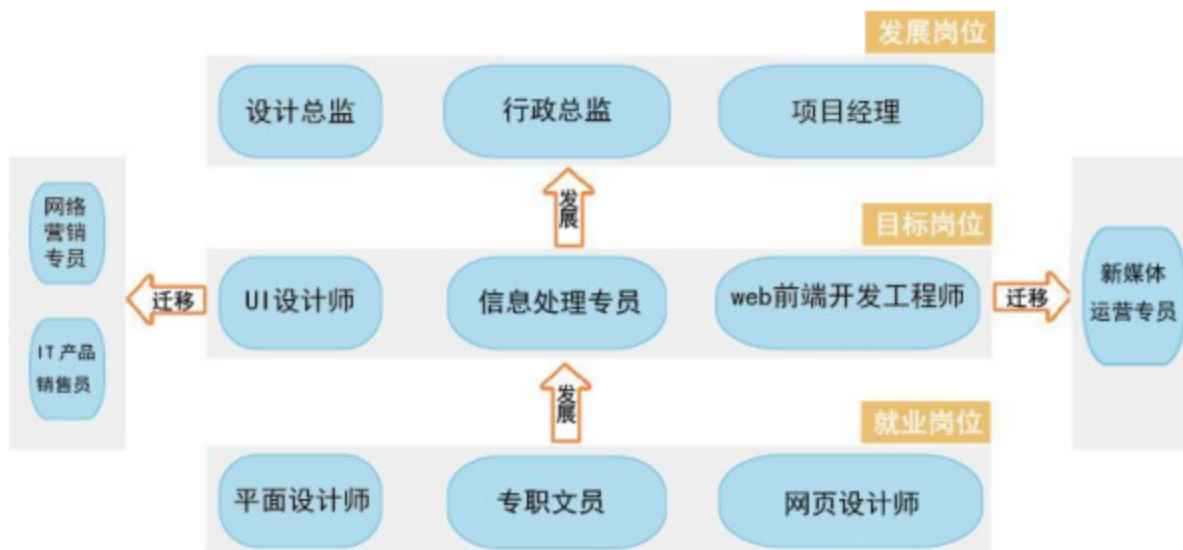 发展岗位
设计总监
行政总监
项目经理
发展
网络
营销
专员
IT 产品
销售员
迁移
目标岗位
UI设计师
信息处理专员
web前端开发工程师
迁移
新媒体
运营专员
发展
就业岗位
平面设计师
专职文员
网页设计师